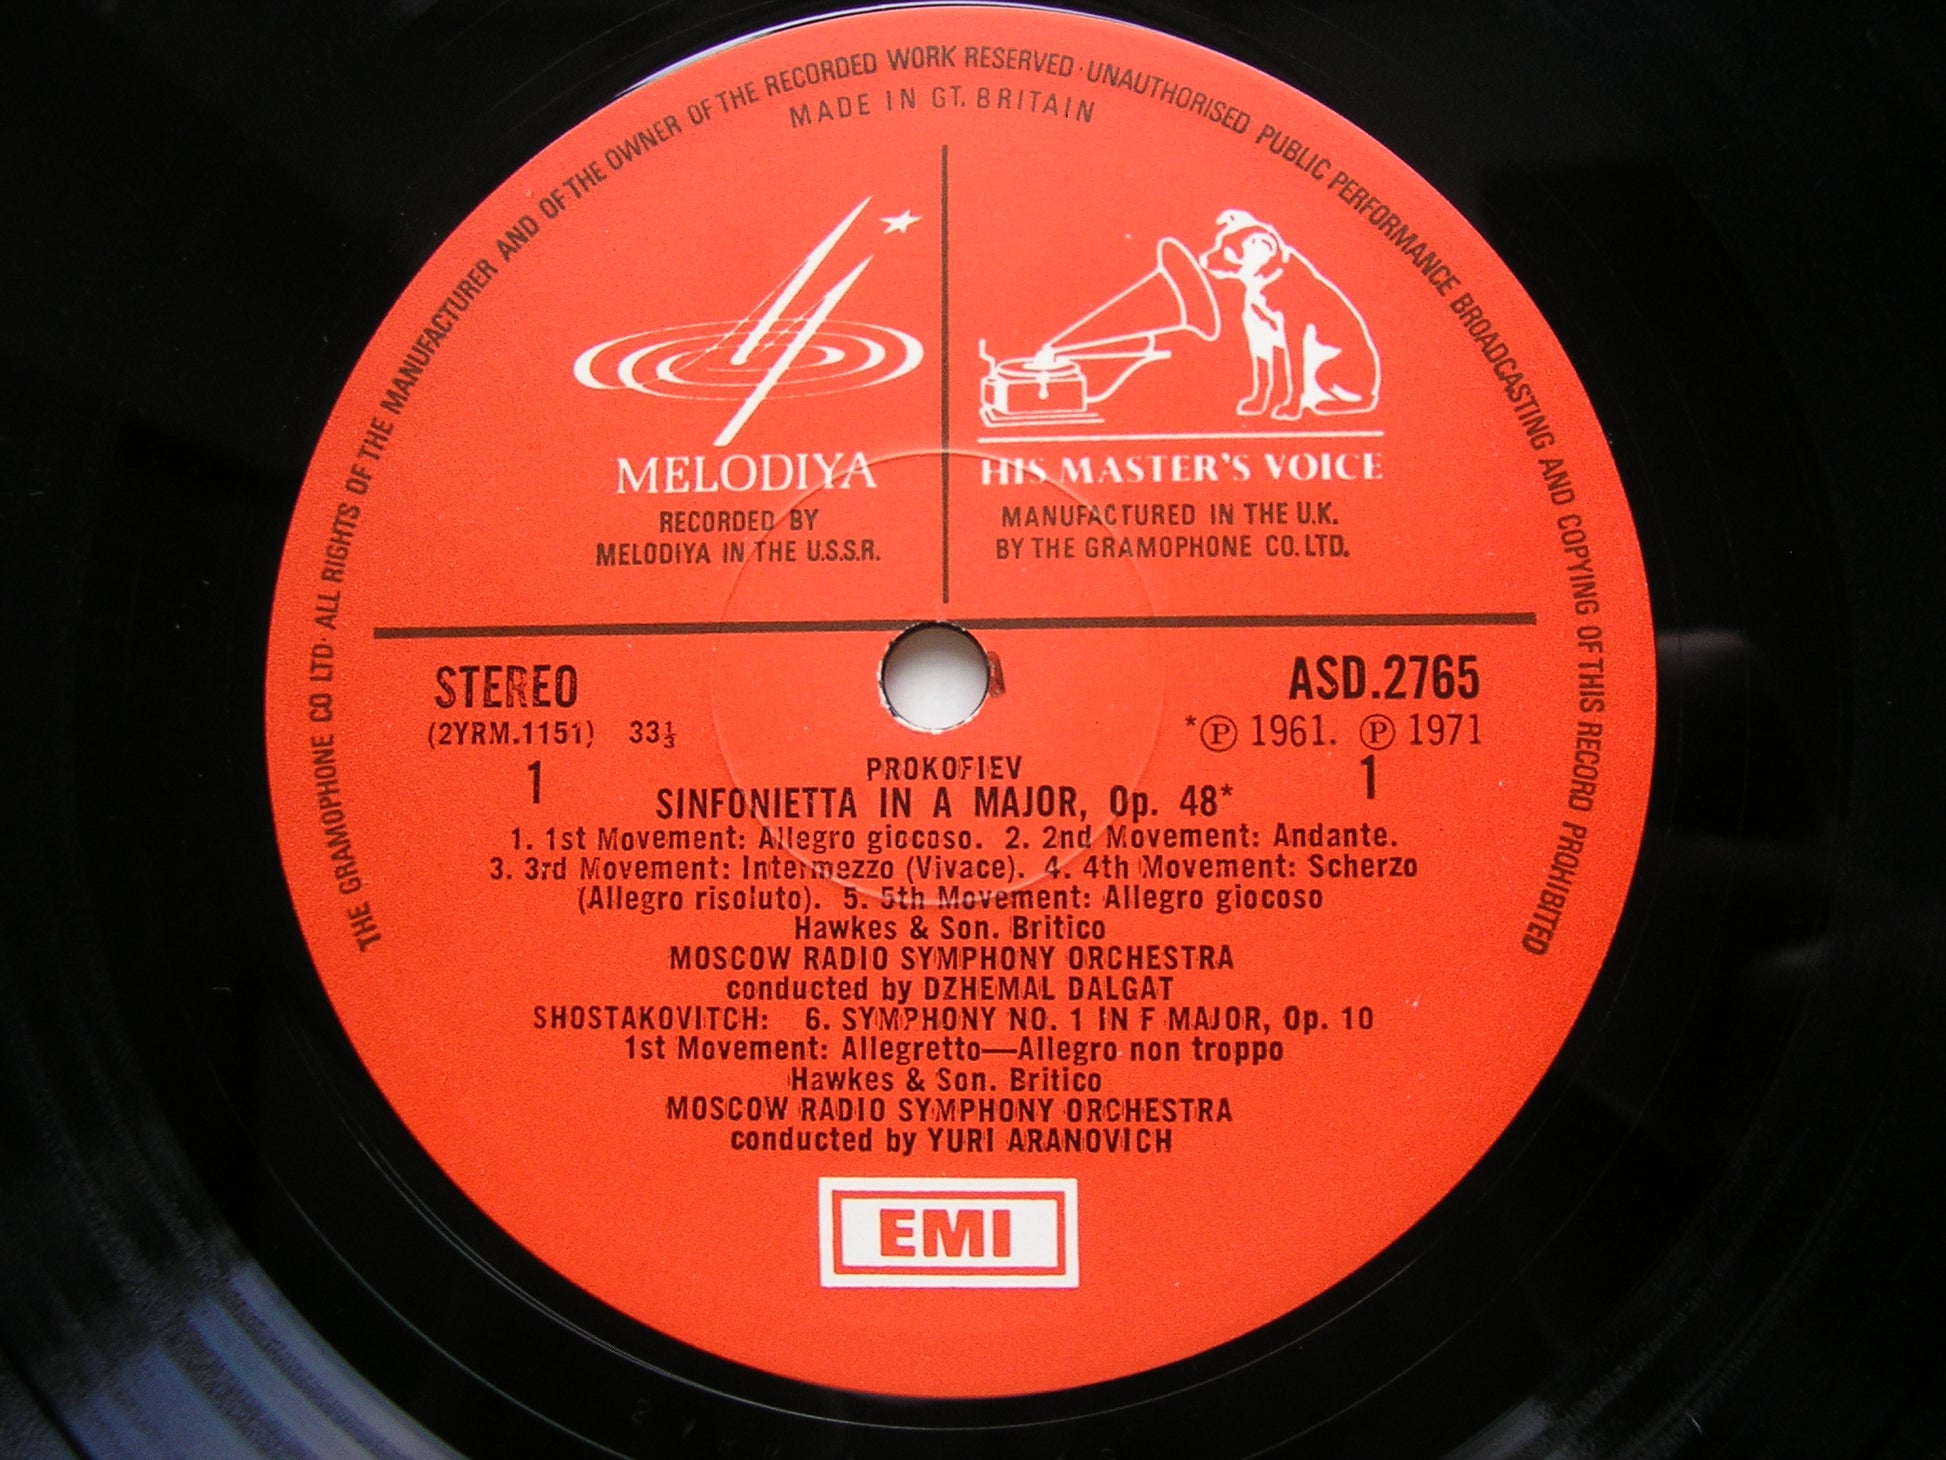 THE GRAMOPHONE CO LTD · ALL RIGHTS OF THE MANUFACTURER AND OF THE OWNER OF THE RECORDED WORK RESERVED · UNAUTHORISED PUBLIC PERFORMANCE BROADCASTING AND COPYING OF THIS RECORD PROHIBITED
MADE IN GT. BRITAIN
MELODIYA
RECORDED BY
MELODIYA IN THE U.S.S.R.
HIS MASTER'S VOICE
MANUFACTURED IN THE U.K.
BY THE GRAMOPHONE CO. LTD.
STEREO
ASD.2765
(2YRM.1151) 33⅓
*℗ 1961. ℗ 1971
1
1
PROKOFIEV
SINFONIETTA IN A MAJOR, Op. 48*
1. 1st Movement: Allegro giocoso. 2. 2nd Movement: Andante.
3. 3rd Movement: Intermezzo (Vivace). 4. 4th Movement: Scherzo
(Allegro risoluto). 5. 5th Movement: Allegro giocoso
Hawkes & Son. Britico
MOSCOW RADIO SYMPHONY ORCHESTRA
conducted by DZHEMAL DALGAT
SHOSTAKOVITCH: 6. SYMPHONY NO. 1 IN F MAJOR, Op. 10
1st Movement: Allegretto—Allegro non troppo
Hawkes & Son. Britico
MOSCOW RADIO SYMPHONY ORCHESTRA
conducted by YURI ARANOVICH
EMI